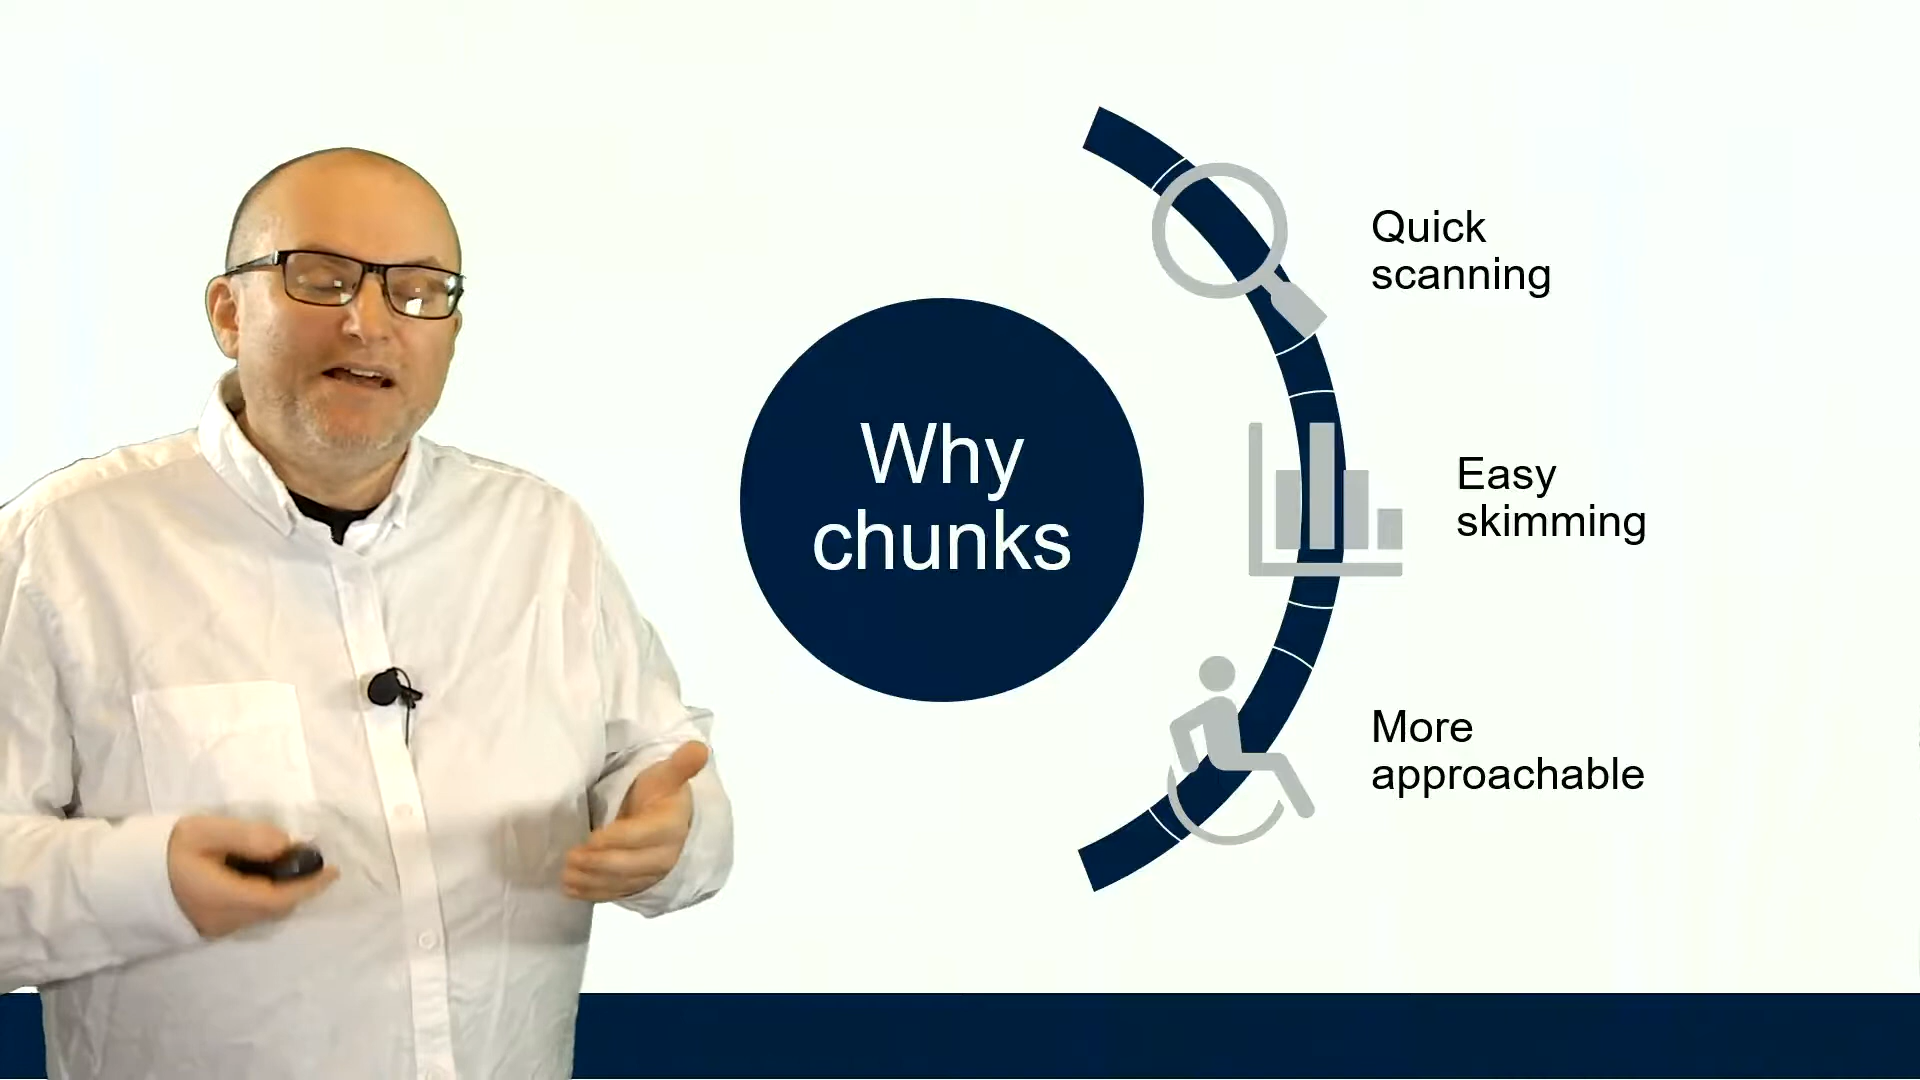 Why
chunks
Quick
scanning
Easy
skimming
More
approachable